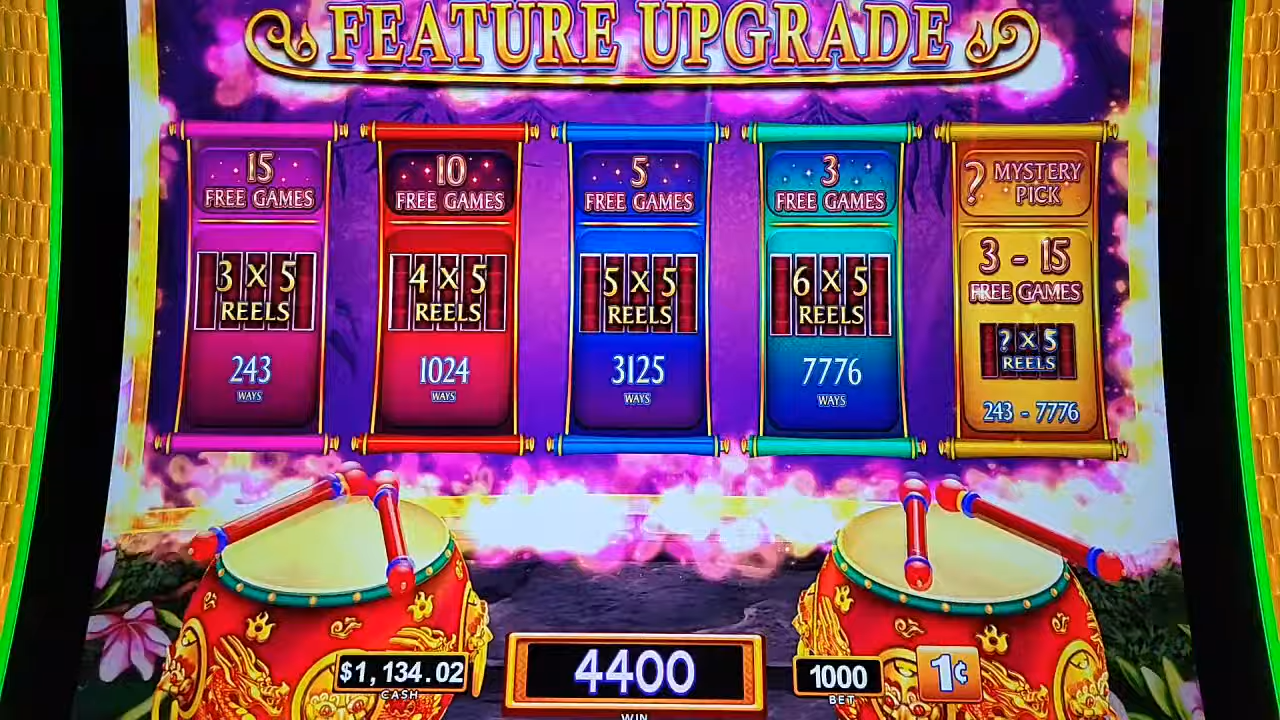 FEATURE UPGRADE
15
FREE GAMES
3 X 5
REELS
243
WAYS
10
FREE GAMES
4 X 5
REELS
1024
WAYS
5
FREE GAMES
5 X 5
REELS
3125
WAYS
3
FREE GAMES
6 X 5
REELS
7776
WAYS
? MYSTERY
PICK
3 - 15
FREE GAMES
? X 5
REELS
243 - 7776
$1,134.02
CASH
4400
WIN
1000
BET
1¢